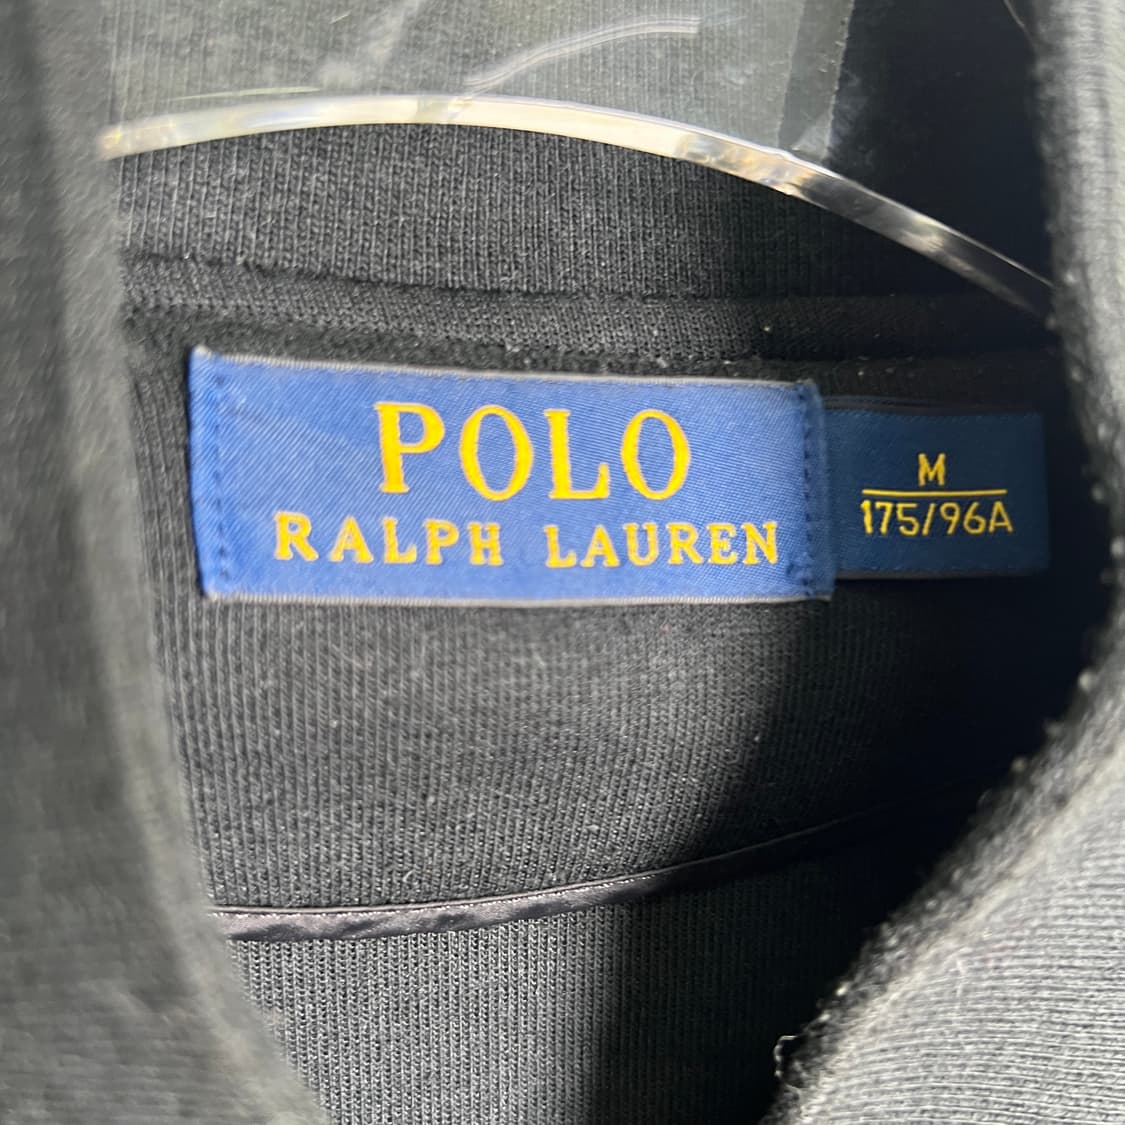 POLO
RALPH LAUREN
M
175/96A